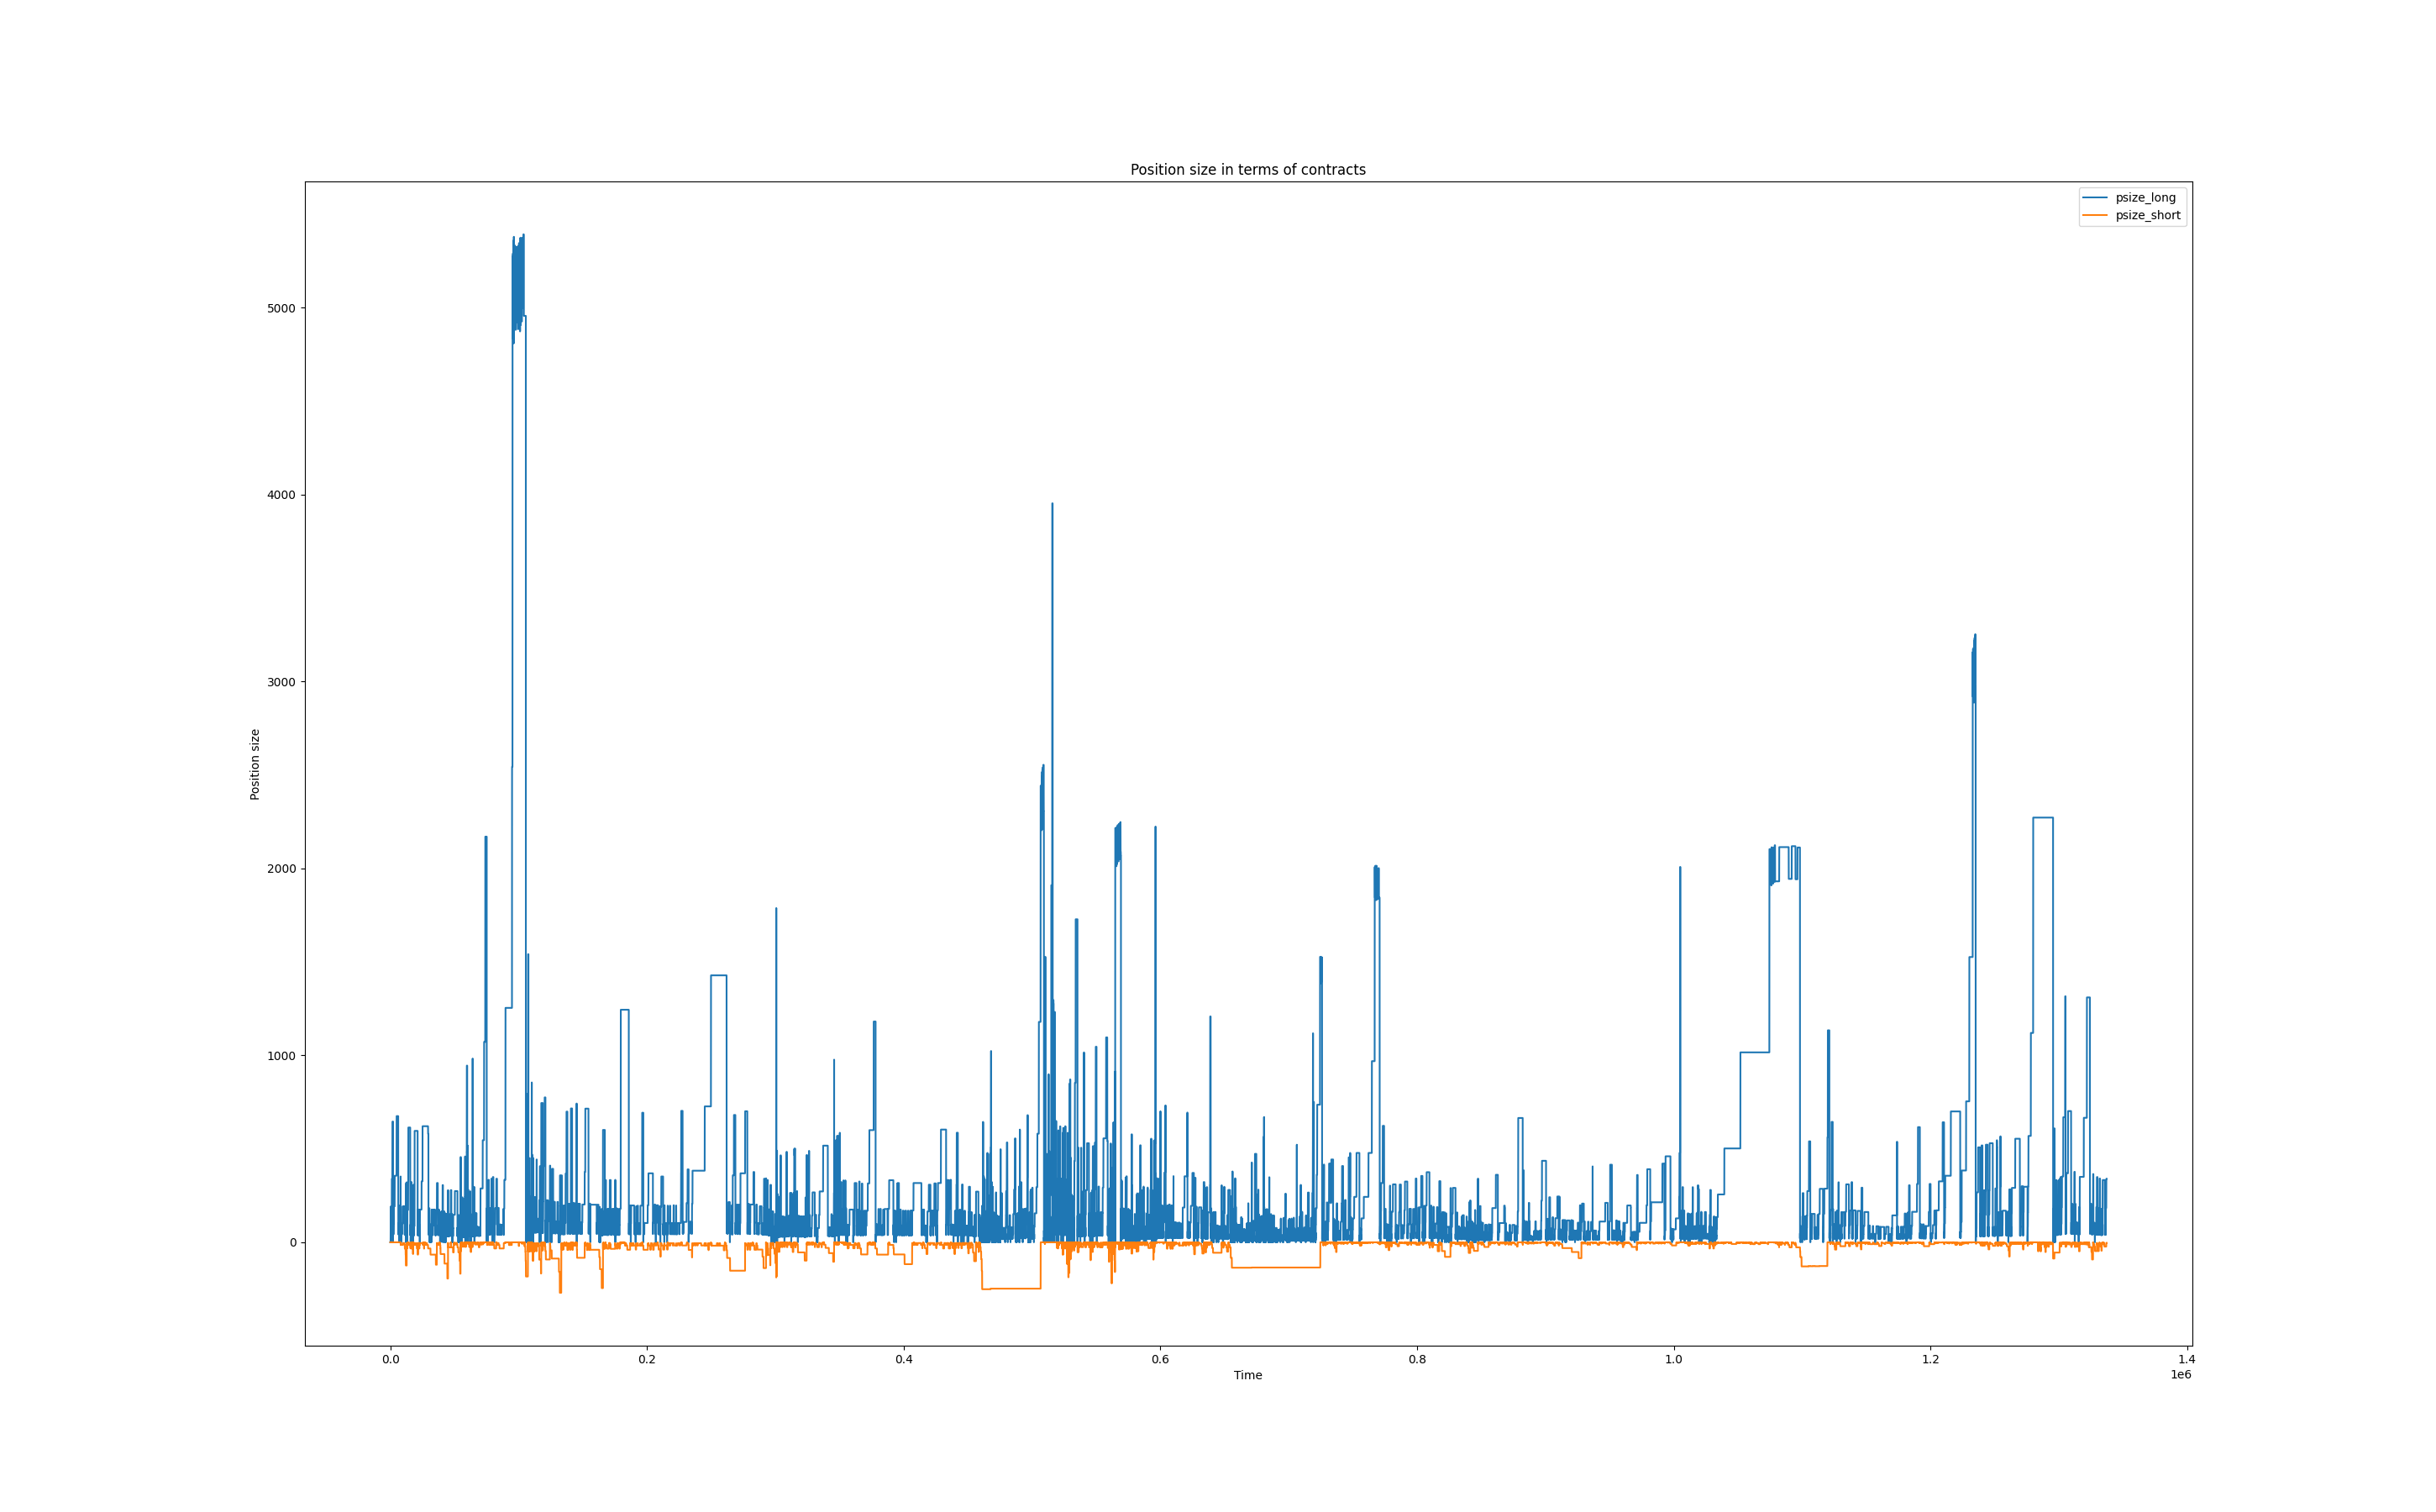 Position size in terms of contracts
psize_long
psize_short
Position size
5000
4000
3000
2000
1000
0
0.0 0.2 0.4 0.6 0.8 1.0 1.2 1.4
Time
1e6